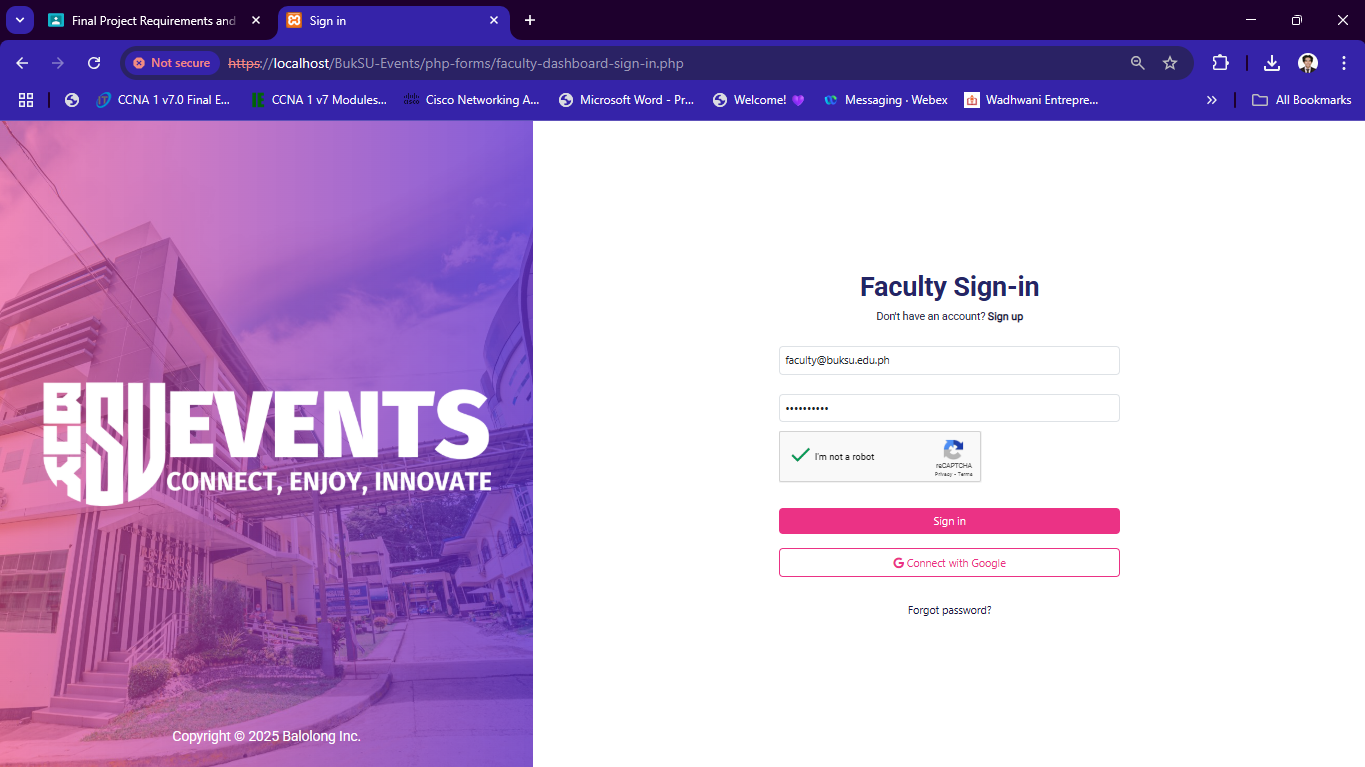 Final Project Requirements and
Sign in
Not secure
https://localhost/BukSU-Events/php-forms/faculty-dashboard-sign-in.php
CCNA 1 v7.0 Final E...
CCNA 1 v7 Modules...
Cisco Networking A...
Microsoft Word - Pr...
Welcome! 💜
Messaging · Webex
Wadhwani Entrepre...
All Bookmarks
BUKSU EVENTS
CONNECT, ENJOY, INNOVATE
Copyright © 2025 Balolong Inc.
Faculty Sign-in
Don't have an account? Sign up
faculty@buksu.edu.ph
••••••••••
I'm not a robot
reCAPTCHA
Privacy - Terms
Sign in
Connect with Google
Forgot password?